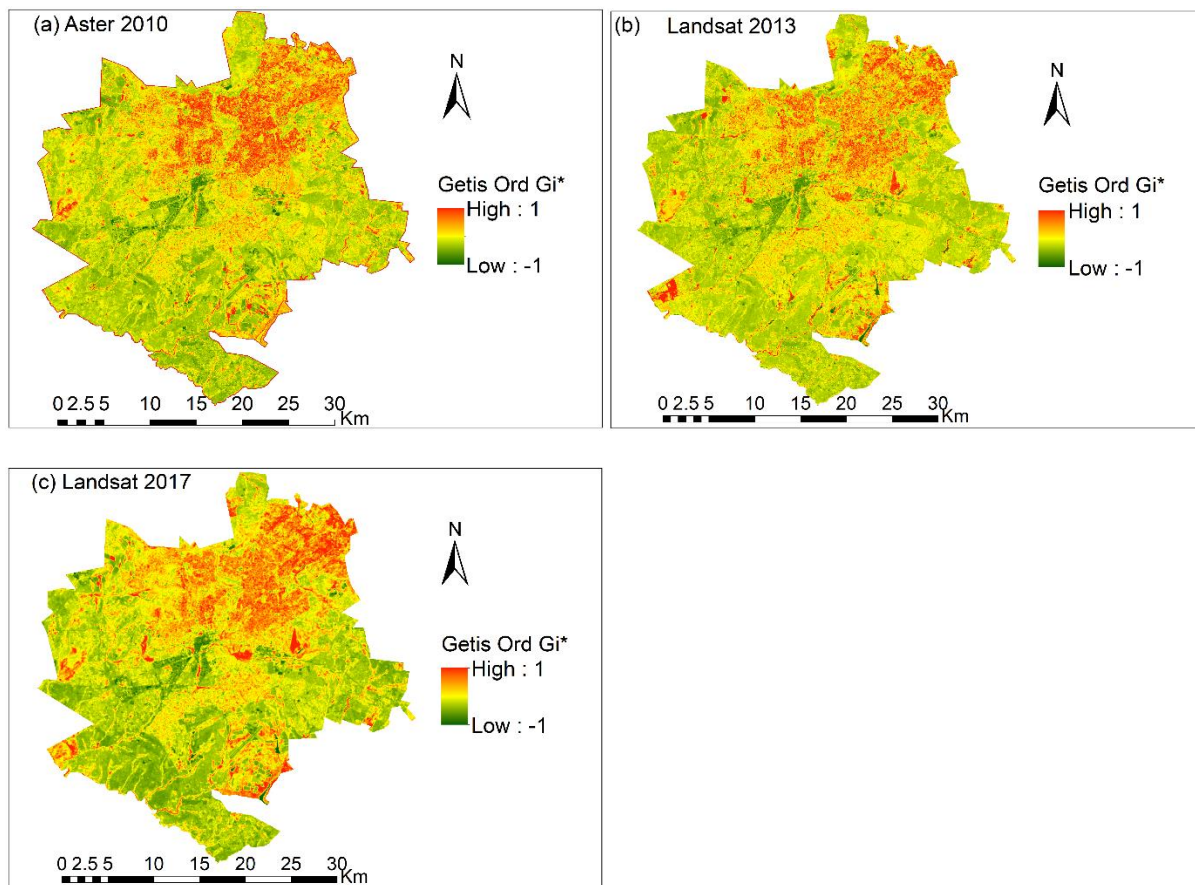 (a) Aster 2010
N
Getis Ord Gi*
High : 1
Low : -1
0 2.5 5 10 15 20 25 30
Km
(b) Landsat 2013
N
Getis Ord Gi*
High : 1
Low : -1
0 2.5 5 10 15 20 25 30
Km
(c) Landsat 2017
N
Getis Ord Gi*
High : 1
Low : -1
0 2.5 5 10 15 20 25 30
Km